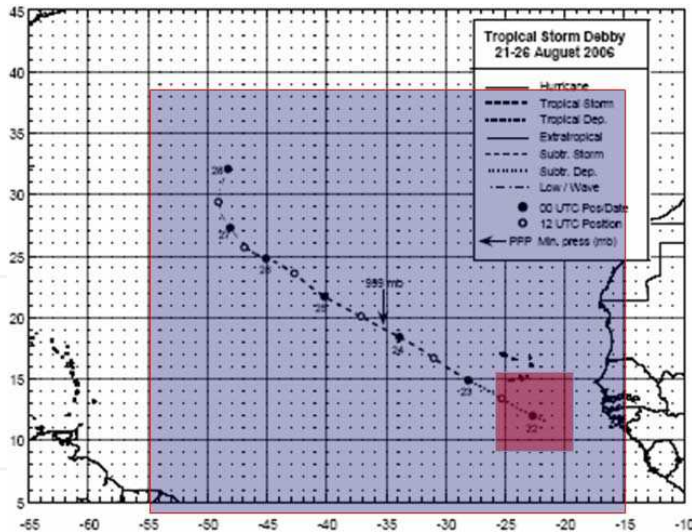 45
40
35
30
25
20
15
10
5
-65 -60 -55 -50 -45 -40 -35 -30 -25 -20 -15 -10
Tropical Storm Debby
21-26 August 2006
Hurricane
Tropical Storm
Tropical Dep.
Extratropical
Subtr. Storm
Subtr. Dep.
Low / Wave
00 UTC Pos/Date
12 UTC Position
PPP Min. press (mb)
28
27
26
25
999 mb
24
23
22